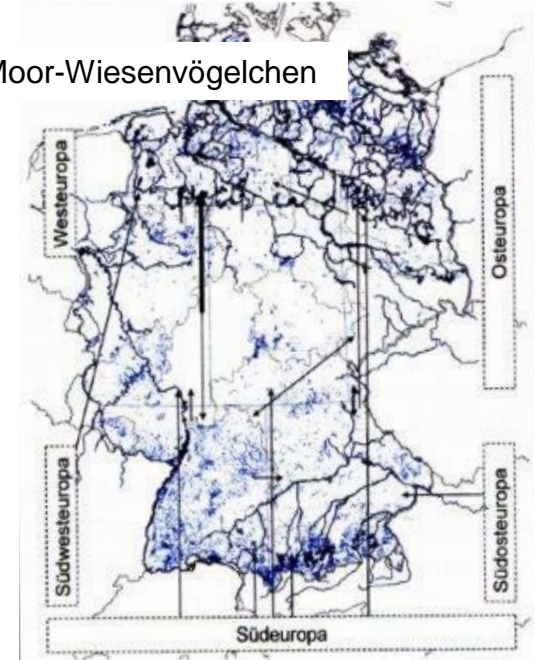 Moor-Wiesenvögelchen
Westeuropa
Osteuropa
Südwesteuropa
Südosteuropa
Südeuropa